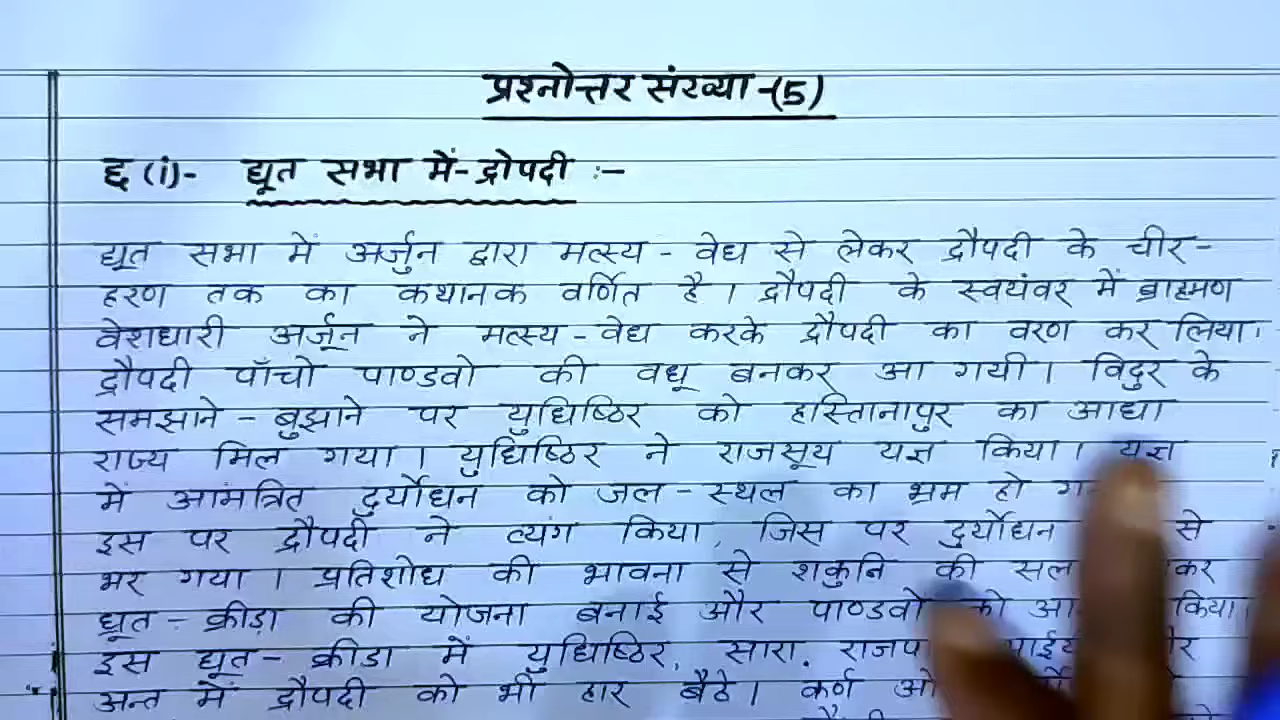 प्रश्नोत्तर संख्या-(5)
ह्र (i)- द्यूत सभा में-द्रोपदी :-
द्यूत सभा में अर्जुन द्वारा मत्स्य - वेध से लेकर द्रौपदी के चीर-
हरण तक का कथानक वर्णित है। द्रौपदी के स्वयंवर में ब्राह्मण
वेशधारी अर्जून ने मत्स्य-वेध करके द्रौपदी का वरण कर लिया।
द्रौपदी पाँचो पाण्डवो की वधू बनकर आ गयी। विदुर के
समझाने - बुझाने पर युधिष्ठिर को हस्तिानापुर का आधा
राज्य मिल गया। युधिष्ठिर ने राजसूय यज्ञ किया। यज्ञ
में आमंत्रित दुर्योधन को जल-स्थल का भ्रम हो
इस पर द्रौपदी ने व्यंग किया, जिस पर दुर्योधन से
भर गया। प्रतिशोध की भावना से शकुनि की
द्यूत - क्रीड़ा की योजना बनाई और पाण्डवो को किया।
इस द्यूत- क्रीडा में युधिष्ठिर, सारा,
अन्त में द्रौपदी को भी हार बैठे। कर्ण